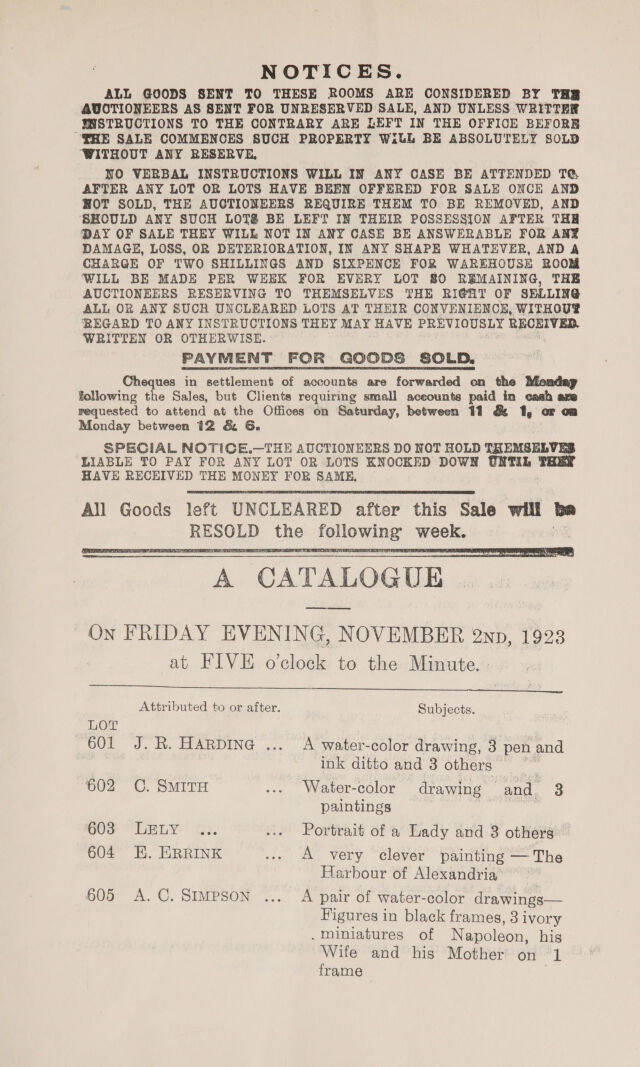 NOTICES.
ALL GOODS SENT TO THESE ROOMS ARE CONSIDERED BY THE
AUCTIONEERS AS SENT FOR UNRESERVED SALE, AND UNLESS WRITTEN
INSTRUCTIONS TO THE CONTRARY ARE LEFT IN THE OFFICE BEFORE
THE SALE COMMENCES SUCH PROPERTY WILL BE ABSOLUTELY SOLD
WITHOUT ANY RESERVE.
NO VERBAL INSTRUCTIONS WILL IN ANY CASE BE ATTENDED TO.
AFTER ANY LOT OR LOTS HAVE BEEN OFFERED FOR SALE ONCE AND
NOT SOLD, THE AUCTIONEERS REQUIRE THEM TO BE REMOVED, AND
SHOULD ANY SUCH LOTS BE LEFT IN THEIR POSSESSION AFTER THE
DAY OF SALE THEY WILL NOT IN ANY CASE BE ANSWERABLE FOR ANY
DAMAGE, LOSS, OR DETERIORATION, IN ANY SHAPE WHATEVER, AND A
CHARGE OF TWO SHILLINGS AND SIXPENCE FOR WAREHOUSE ROOM
WILL BE MADE PER WEEK FOR EVERY LOT SO REMAINING, THE
AUCTIONEERS RESERVING TO THEMSELVES THE RIGHT OF SELLING
ALL OR ANY SUCH UNCLEARED LOTS AT THEIR CONVENIENCE, WITHOUT
REGARD TO ANY INSTRUCTIONS THEY MAY HAVE PREVIOUSLY RECEIVED.
WRITTEN OR OTHERWISE.
PAYMENT FOR GOODS SOLD.
Cheques in settlement of accounts are forwarded on the Monday
following the Sales, but Clients requiring small accounts paid in cash are
requested to attend at the Offices on Saturday, between 11 & 1, or on
Monday between 12 & 6.
SPECIAL NOTICE.—THE AUCTIONEERS DO NOT HOLD THEMSELVES
LIABLE TO PAY FOR ANY LOT OR LOTS KNOCKED DOWN UNTIL THEY
HAVE RECEIVED THE MONEY FOR SAME.
All Goods left UNCLEARED after this Sale will be
RESOLD the following week.
A CATALOGUE
ON FRIDAY EVENING, NOVEMBER 2ND, 1923
at FIVE o'clock to the Minute.
Attributed to or after. Subjects.
LOT
601 J. R. HARDING ... A water-color drawing, 3 pen and
ink ditto and 3 others
602 C. SMITH ... Water-color drawing and 3
paintings
603 LELY ... ... Portrait of a Lady and 3 others
604 E. ERRINK ... A very clever painting — The
Harbour of Alexandria
605 A. C. SIMPSON ... A pair of water-color drawings—
Figures in black frames, 3 ivory
miniatures of Napoleon, his
Wife and his Mother on 1
frame